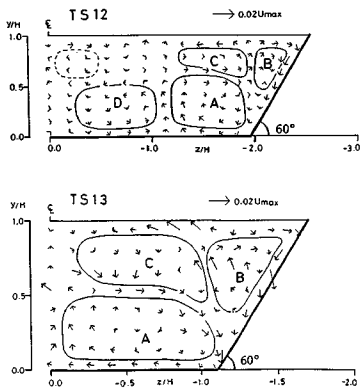 TS12
→ 0.02Umax
Y/H
℄
1.0
0.5
0.0
C
B
D
A
60°
0.0
-1.0
z/H
-2.0
-3.0
TS13
→ 0.02Umax
Y/H
℄
1.0
0.5
0.0
C
B
A
60°
0.0
-0.5
z/H
-1.0
-1.5
-2.0